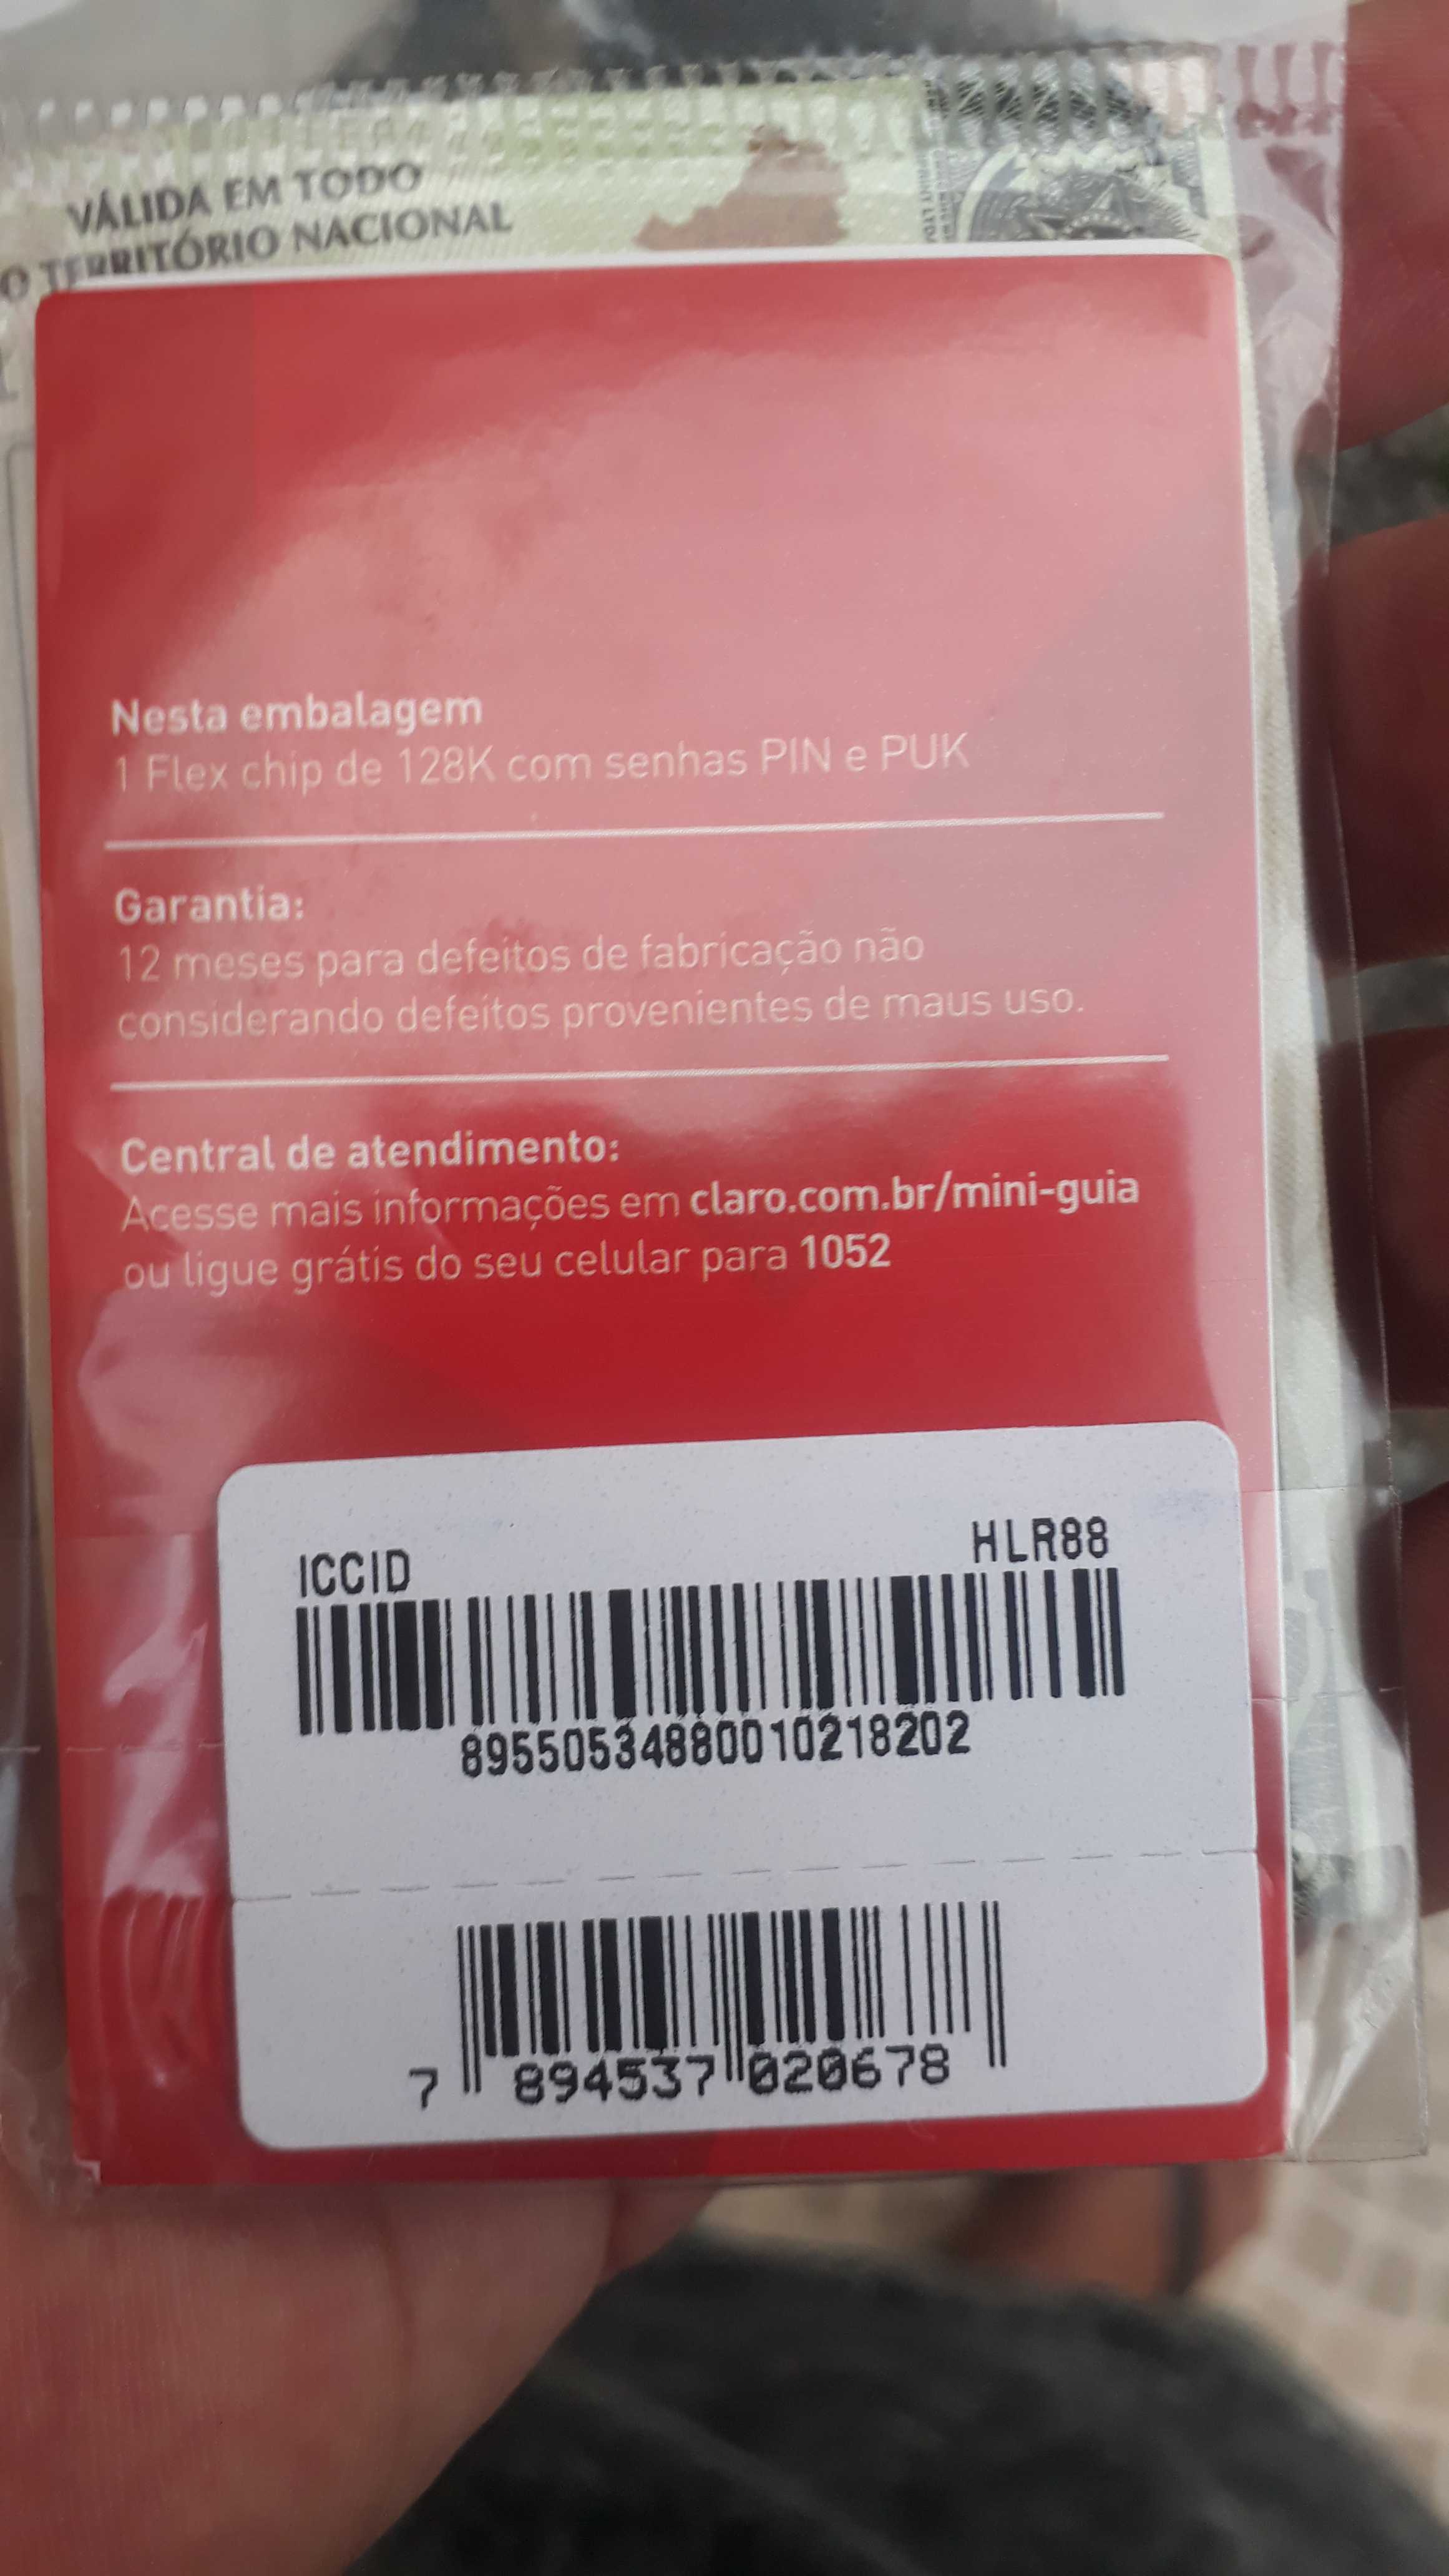 VÁLIDA EM TODO
O TERRITÓRIO NACIONAL
Nesta embalagem
1 Flex chip de 128K com senhas PIN e PUK
Garantia:
12 meses para defeitos de fabricação não
considerando defeitos provenientes de maus uso.
Central de atendimento:
Acesse mais informações em claro.com.br/mini-guia
ou ligue grátis do seu celular para 1052
ICCID HLR88
89550534880010218202
7 894537 020678